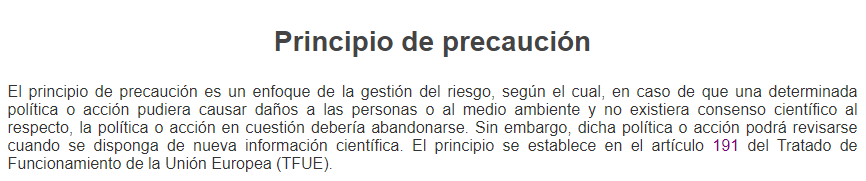 Principio de precaución
El principio de precaución es un enfoque de la gestión del riesgo, según el cual, en caso de que una determinada
política o acción pudiera causar daños a las personas o al medio ambiente y no existiera consenso científico al
respecto, la política o acción en cuestión debería abandonarse. Sin embargo, dicha política o acción podrá revisarse
cuando se disponga de nueva información científica. El principio se establece en el artículo 191 del Tratado de
Funcionamiento de la Unión Europea (TFUE).